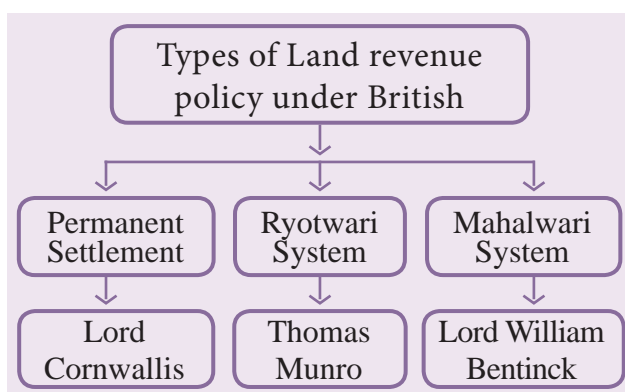 Types of Land revenue
policy under British
Permanent
Settlement
Ryotwari
System
Mahalwari
System
Lord
Cornwallis
Thomas
Munro
Lord William
Bentinck